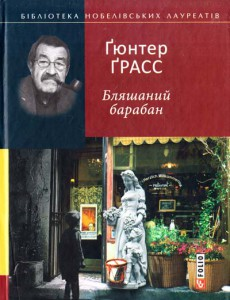 БІБЛІОТЕКА НОБЕЛІВСЬКИХ ЛАУРЕАТІВ
Ґюнтер
ҐРАСС
Бляшаний
барабан
FOLIO